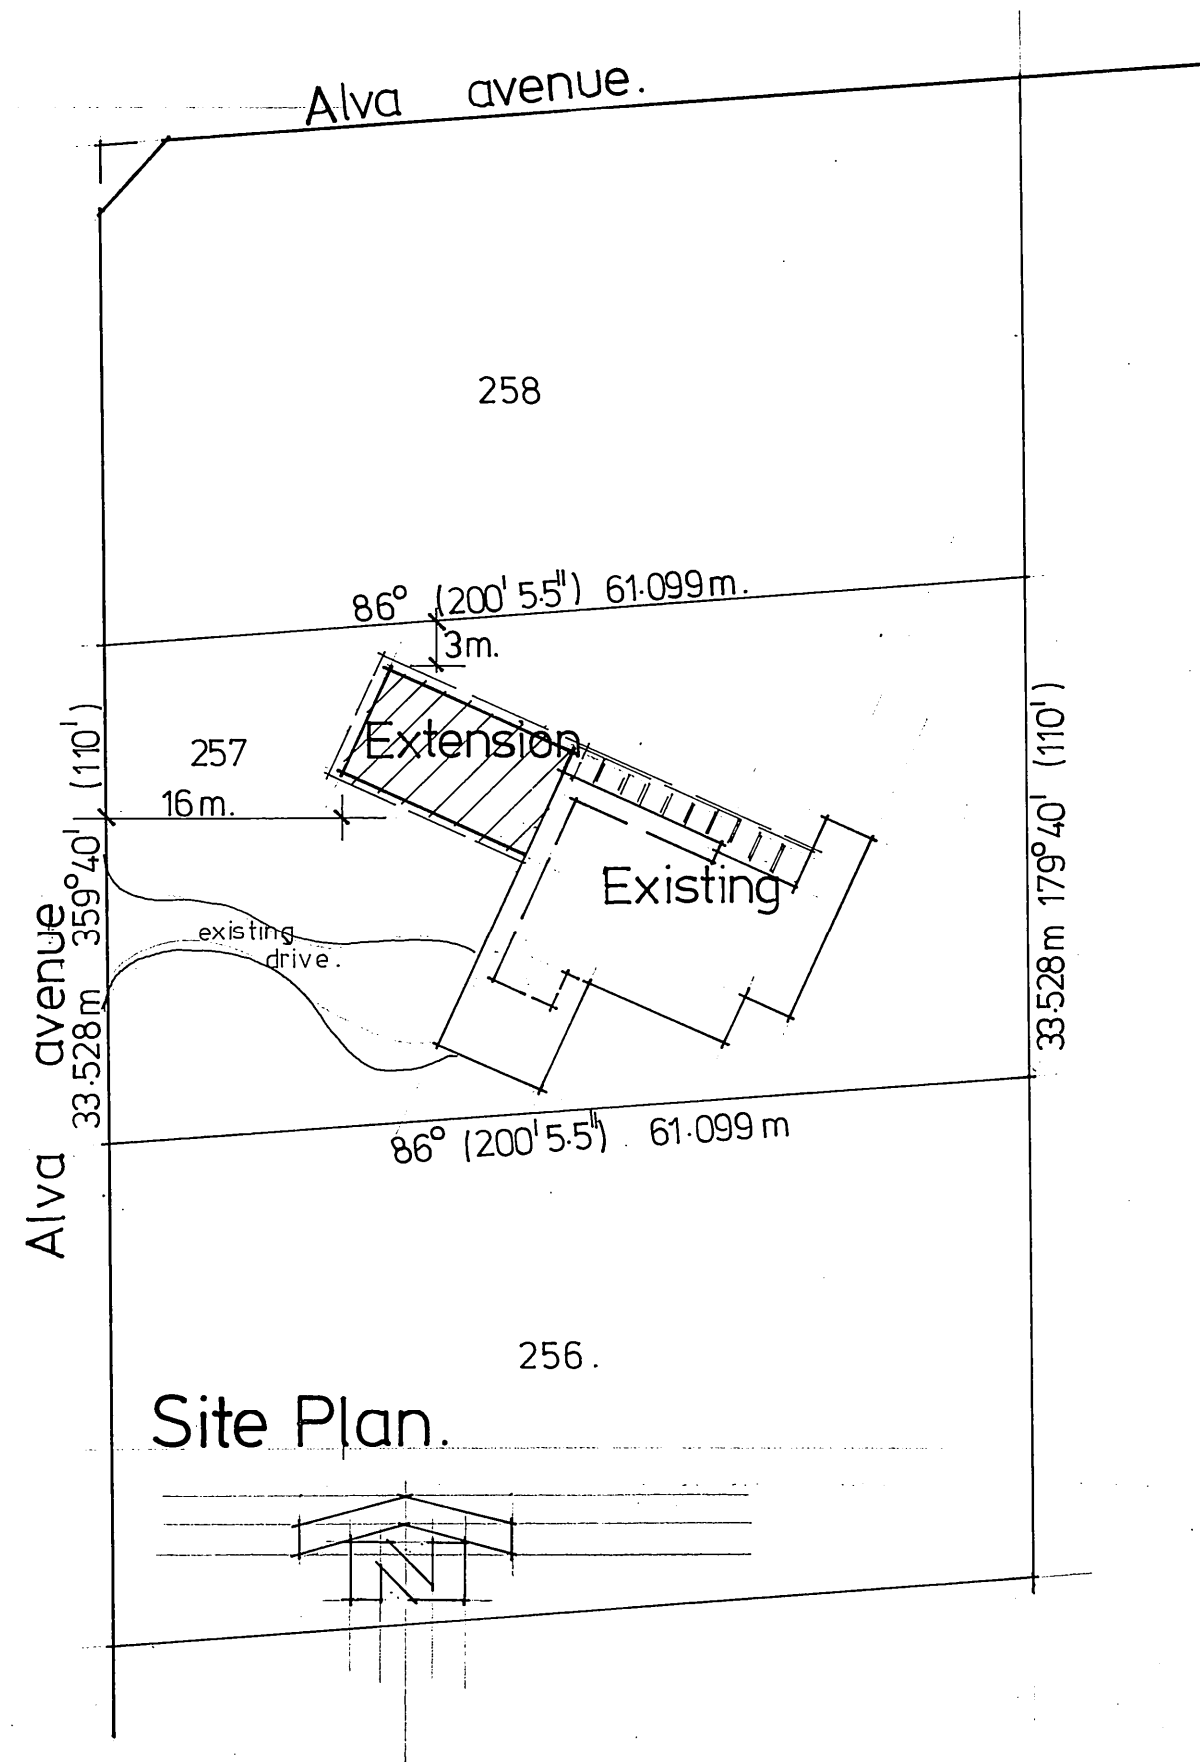 Alva avenue.
258
86° (200' 5.5") 61.099m.
3m.
Extension
257
16m.
Existing
existing
drive.
33.528m 359°40' (110')
Alva avenue
33.528m 179°40' (110')
86° (200' 5.5") 61.099m
256.
Site Plan.
N